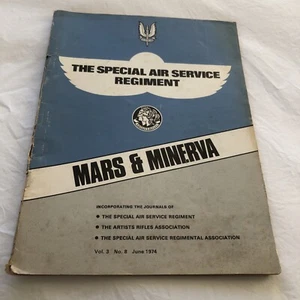 THE SPECIAL AIR SERVICE
REGIMENT
MARS & MINERVA
INCORPORATING THE JOURNALS OF
• THE SPECIAL AIR SERVICE REGIMENT
• THE ARTISTS RIFLES ASSOCIATION
• THE SPECIAL AIR SERVICE REGIMENTAL ASSOCIATION
Vol. 2 No. 8 June 1974